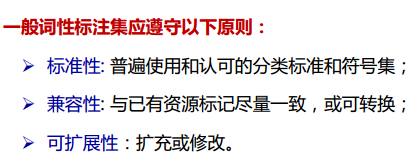 一般词性标注集应遵守以下原则：
➢ 标准性: 普遍使用和认可的分类标准和符号集；
➢ 兼容性: 与已有资源标记尽量一致，或可转换；
➢ 可扩展性：扩充或修改。